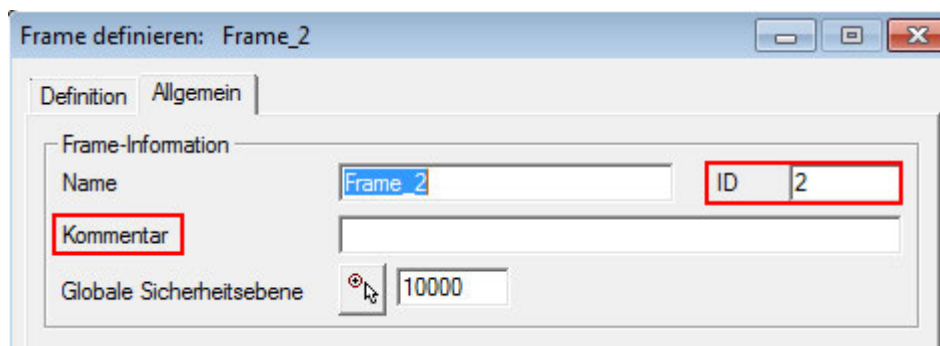 Frame definieren: Frame_2
Definition Allgemein
Frame-Information
Name Frame_2 ID 2
Kommentar
Globale Sicherheitsebene 10000